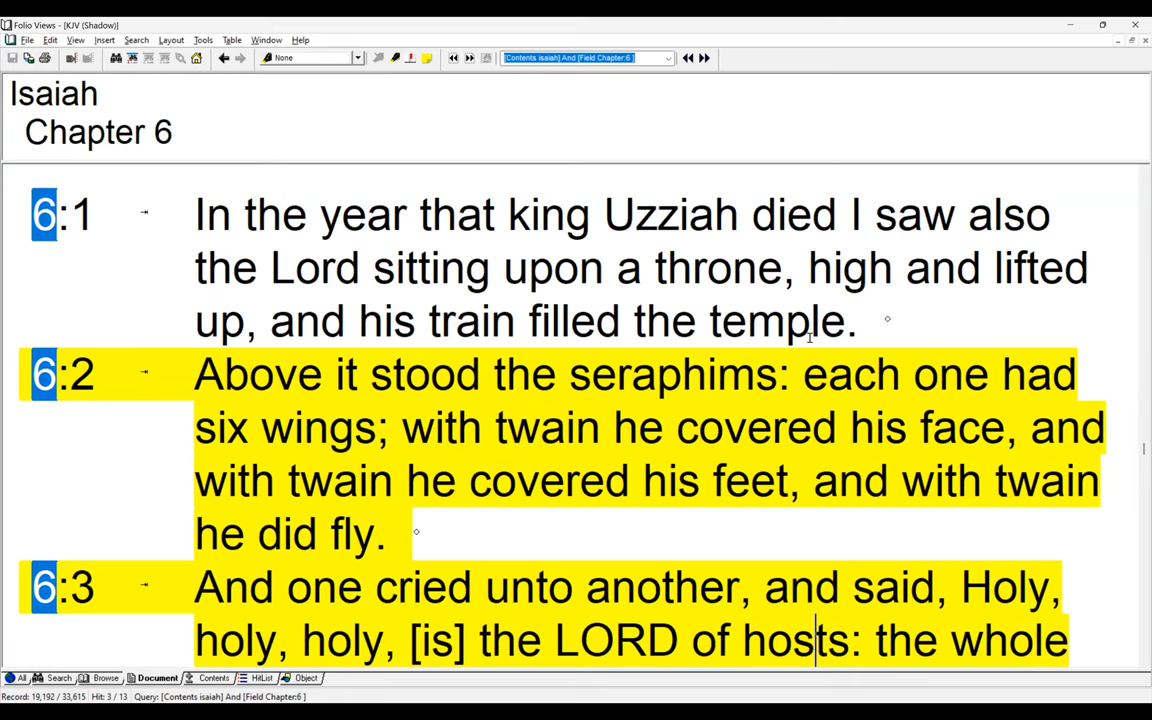 Folio Views - [KJV (Shadow)]
File Edit View Insert Search Layout Tools Table Window Help
None [Contents isaiah] And [Field Chapter:6 ]
Isaiah
Chapter 6
6:1 In the year that king Uzziah died I saw also
the Lord sitting upon a throne, high and lifted
up, and his train filled the temple.
6:2 Above it stood the seraphims: each one had
six wings; with twain he covered his face, and
with twain he covered his feet, and with twain
he did fly.
6:3 And one cried unto another, and said, Holy,
holy, holy, [is] the LORD of hosts: the whole
All Search Browse Document Contents HitList Object
Record: 19,192 / 33,615 Hit: 3 / 13 Query: [Contents isaiah] And [Field Chapter:6 ]